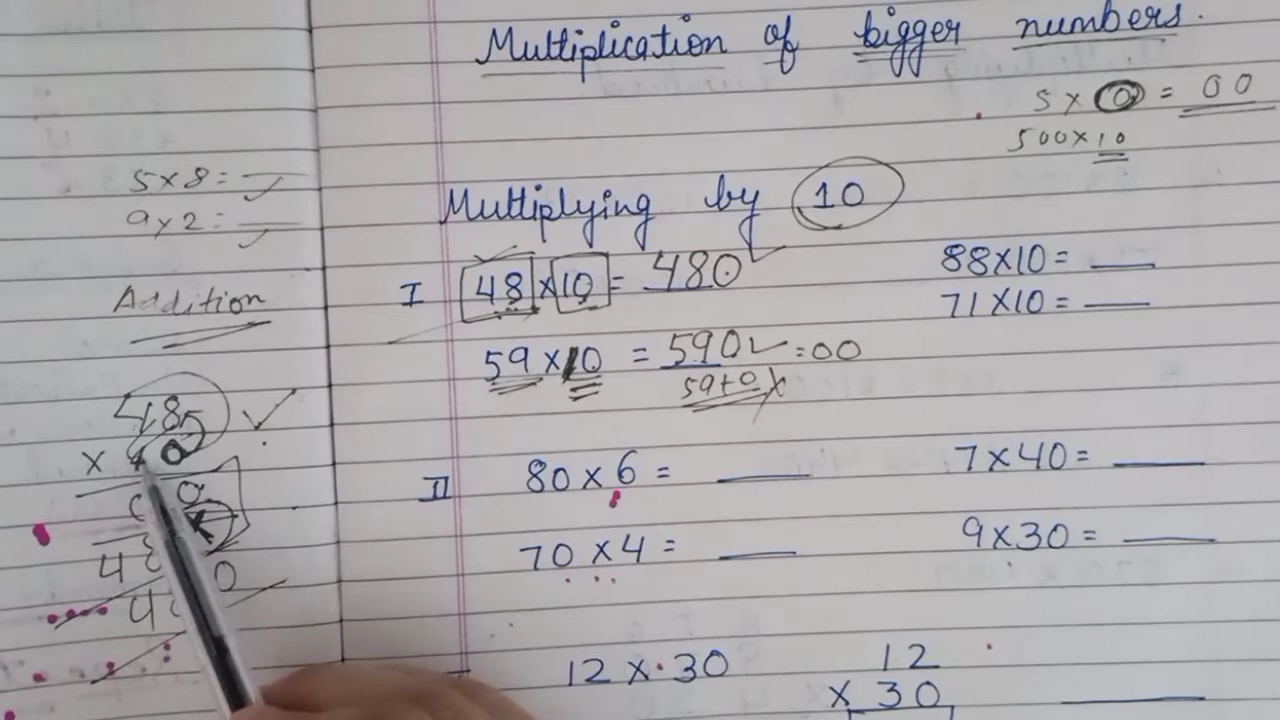 Multiplication of bigger numbers.
5 × 0 = 00
500×10
5×8=
9×2:
Multiplying by 10
Addition
I 48×10= 480
88×10=
71×10=
59×10 = 590 =00
59+0 ×
48
×
0
II 80×6=
7×40=
70×4=
9×30=
12×30
12
× 30